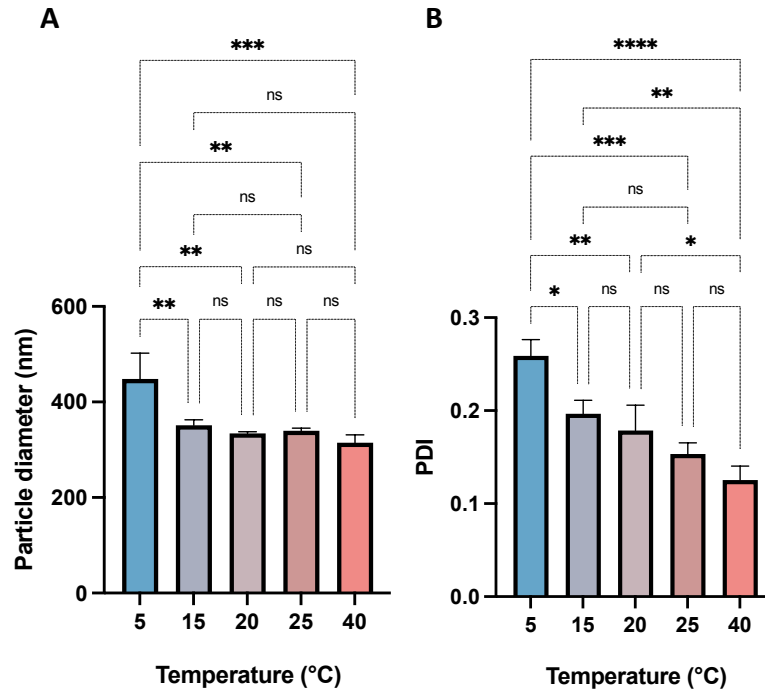 A
***
ns
**
ns
**
ns
**
ns
ns
ns
600
400
200
0
Particle diameter (nm)
5 15 20 25 40
Temperature (°C)
B
****
**
***
ns
**
*
*
ns
ns
ns
0.3
0.2
0.1
0.0
PDI
5 15 20 25 40
Temperature (°C)